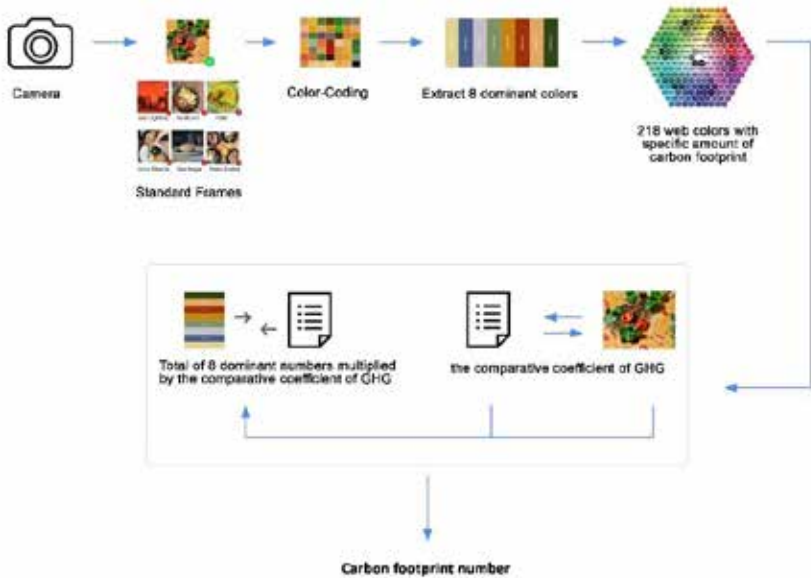 Camera
Standard Frames
Color-Coding
Extract 8 dominant colors
218 web colors with
specific amount of
carbon footprint
Total of 8 dominant numbers multiplied
by the comparative coefficient of GHG
the comparative coefficient of GHG
Carbon footprint number